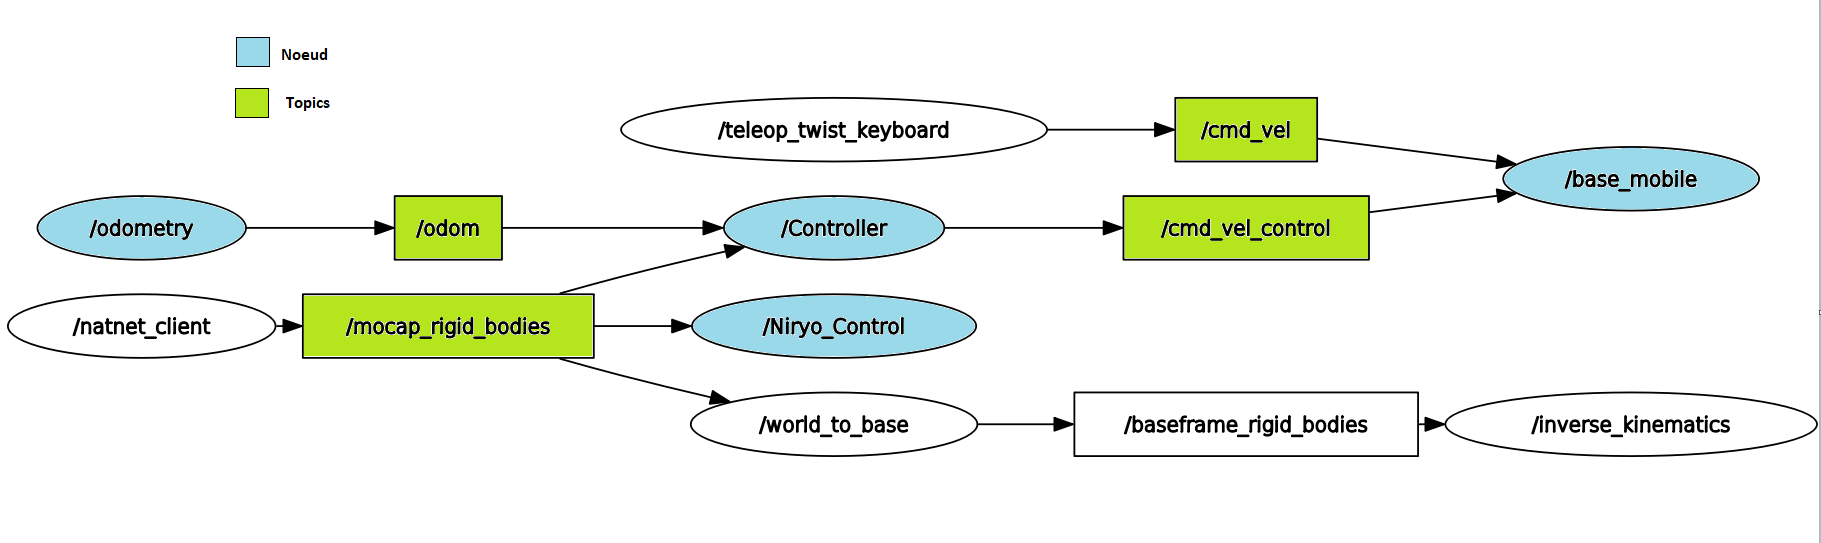 Noeud
Topics
/teleop_twist_keyboard
/cmd_vel
/base_mobile
/odometry
/odom
/Controller
/cmd_vel_control
/natnet_client
/mocap_rigid_bodies
/Niryo_Control
/world_to_base
/baseframe_rigid_bodies
/inverse_kinematics